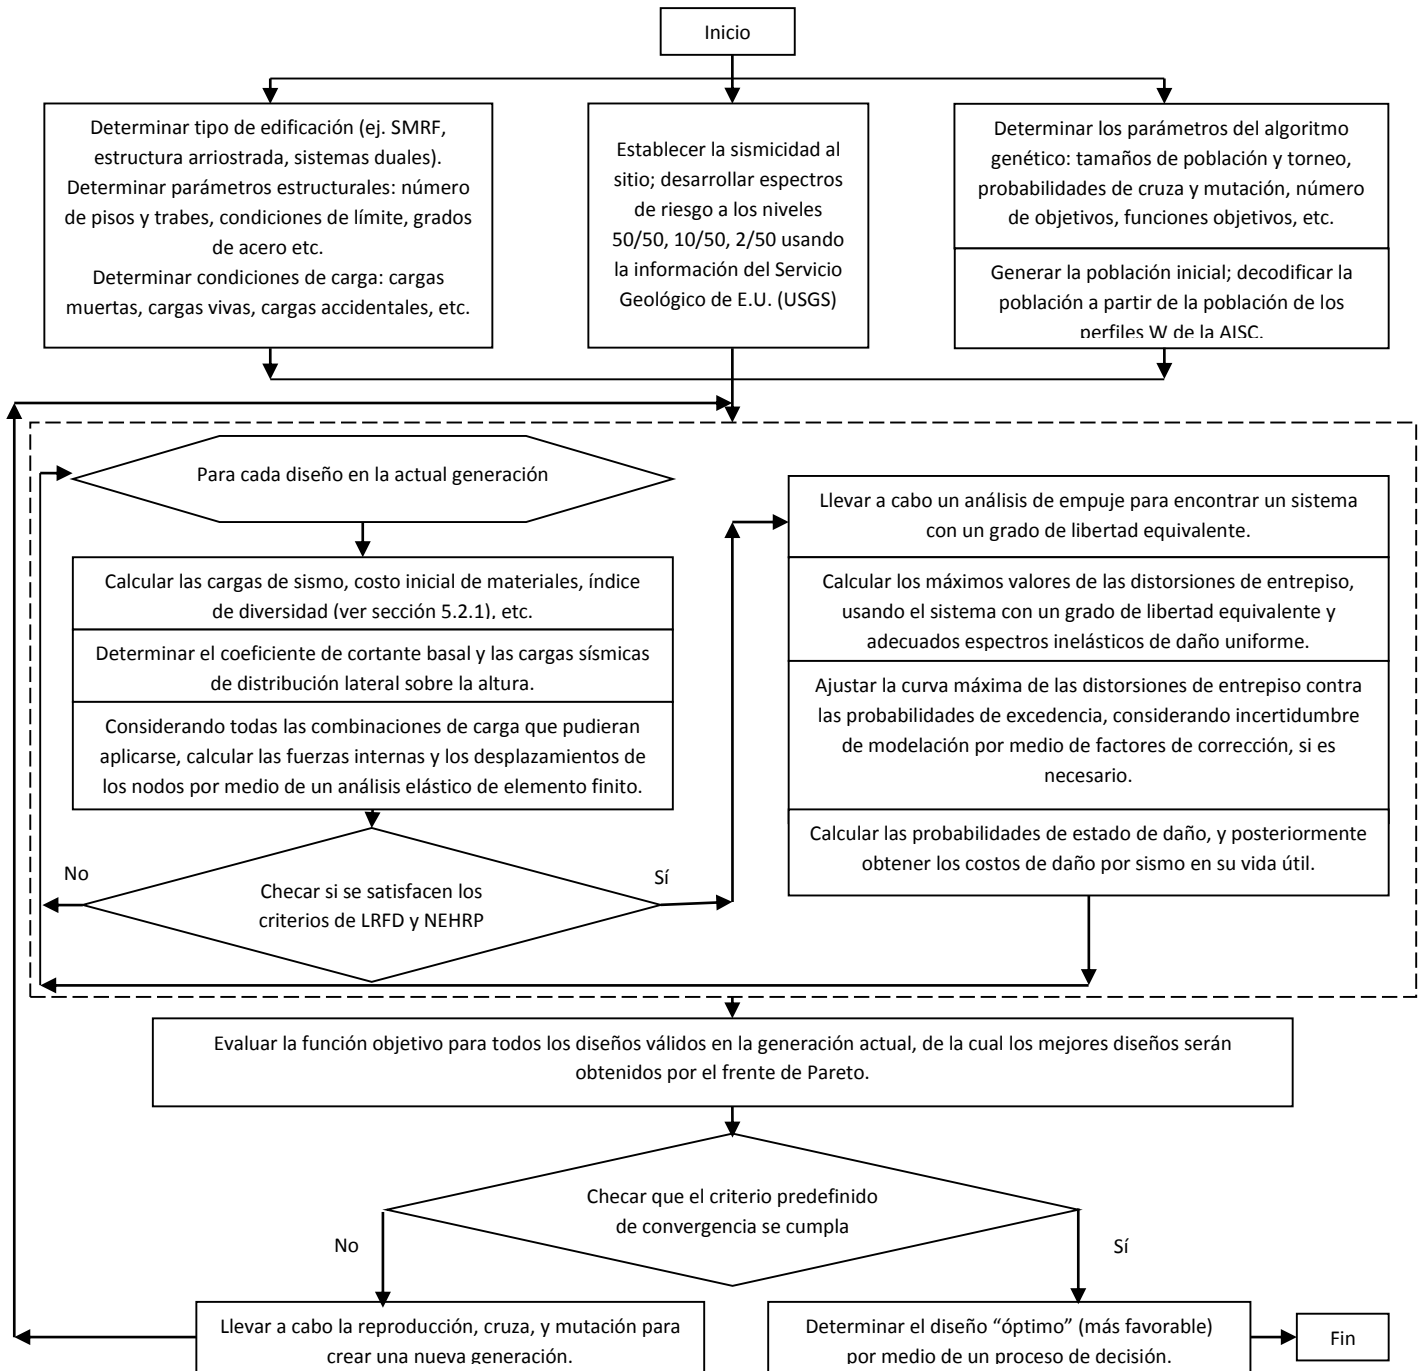 Inicio
Determinar tipo de edificación (ej. SMRF,
estructura arriostrada, sistemas duales).
Determinar parámetros estructurales: número
de pisos y trabes, condiciones de límite, grados
de acero etc.
Determinar condiciones de carga: cargas
muertas, cargas vivas, cargas accidentales, etc.
Establecer la sismicidad al
sitio; desarrollar espectros
de riesgo a los niveles
50/50, 10/50, 2/50 usando
la información del Servicio
Geológico de E.U. (USGS)
Determinar los parámetros del algoritmo
genético: tamaños de población y torneo,
probabilidades de cruza y mutación, número
de objetivos, funciones objetivos, etc.
Generar la población inicial; decodificar la
población a partir de la población de los
perfiles W de la AISC.
Para cada diseño en la actual generación
Calcular las cargas de sismo, costo inicial de materiales, índice
de diversidad (ver sección 5.2.1), etc.
Determinar el coeficiente de cortante basal y las cargas sísmicas
de distribución lateral sobre la altura.
Considerando todas las combinaciones de carga que pudieran
aplicarse, calcular las fuerzas internas y los desplazamientos de
los nodos por medio de un análisis elástico de elemento finito.
No
Checar si se satisfacen los
criterios de LRFD y NEHRP
Sí
Llevar a cabo un análisis de empuje para encontrar un sistema
con un grado de libertad equivalente.
Calcular los máximos valores de las distorsiones de entrepiso,
usando el sistema con un grado de libertad equivalente y
adecuados espectros inelásticos de daño uniforme.
Ajustar la curva máxima de las distorsiones de entrepiso contra
las probabilidades de excedencia, considerando incertidumbre
de modelación por medio de factores de corrección, si es
necesario.
Calcular las probabilidades de estado de daño, y posteriormente
obtener los costos de daño por sismo en su vida útil.
Evaluar la función objetivo para todos los diseños válidos en la generación actual, de la cual los mejores diseños serán
obtenidos por el frente de Pareto.
Checar que el criterio predefinido
de convergencia se cumpla
No
Sí
Llevar a cabo la reproducción, cruza, y mutación para
crear una nueva generación.
Determinar el diseño “óptimo” (más favorable)
por medio de un proceso de decisión.
Fin